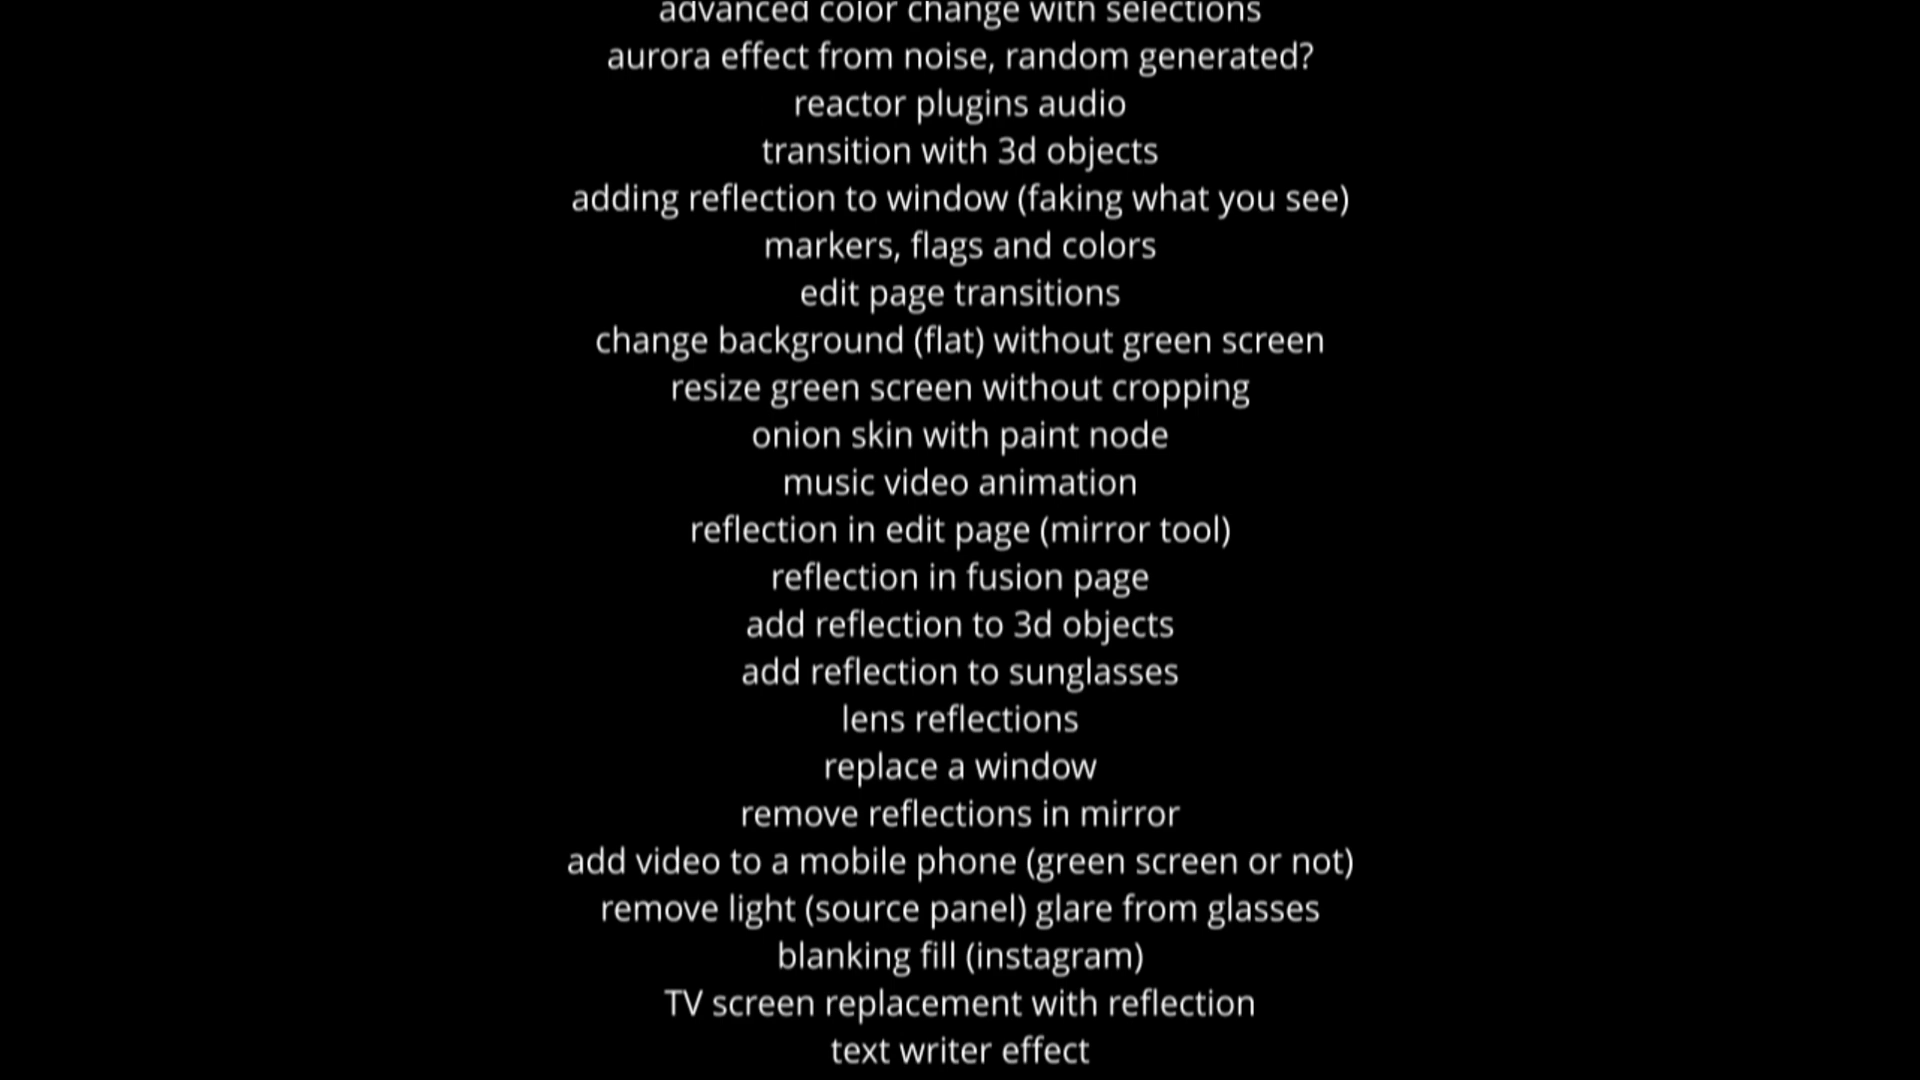 advanced color change with selections
aurora effect from noise, random generated?
reactor plugins audio
transition with 3d objects
adding reflection to window (faking what you see)
markers, flags and colors
edit page transitions
change background (flat) without green screen
resize green screen without cropping
onion skin with paint node
music video animation
reflection in edit page (mirror tool)
reflection in fusion page
add reflection to 3d objects
add reflection to sunglasses
lens reflections
replace a window
remove reflections in mirror
add video to a mobile phone (green screen or not)
remove light (source panel) glare from glasses
blanking fill (instagram)
TV screen replacement with reflection
text writer effect